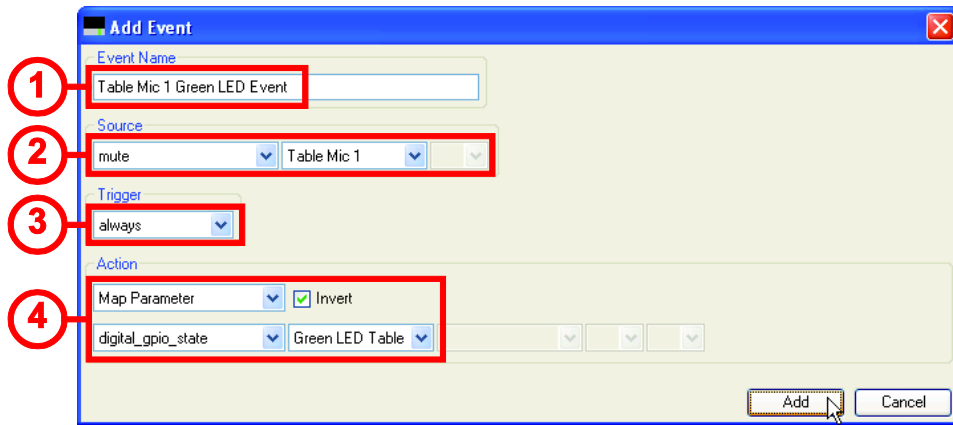 Add Event
Event Name
1
Table Mic 1 Green LED Event
Source
2
mute Table Mic 1
Trigger
3
always
Action
4
Map Parameter Invert
digital_gpio_state Green LED Table
Add Cancel